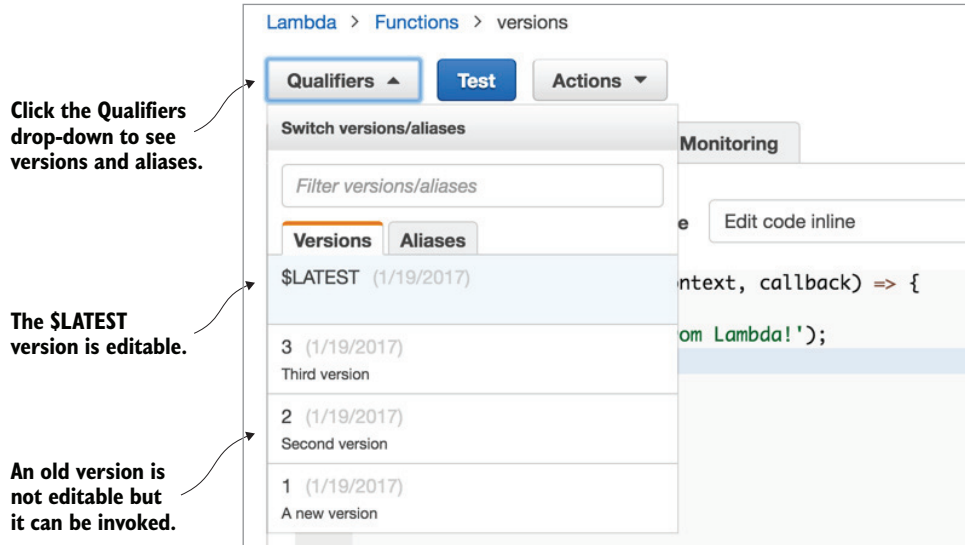 Lambda > Functions > versions
Qualifiers
Test
Actions
Click the Qualifiers
drop-down to see
versions and aliases.
Switch versions/aliases
Monitoring
Filter versions/aliases
e
Edit code inline
Versions
Aliases
$LATEST (1/19/2017)
ntext, callback) => {
The $LATEST
version is editable.
om Lambda!');
3 (1/19/2017)
Third version
2 (1/19/2017)
Second version
An old version is
not editable but
it can be invoked.
1 (1/19/2017)
A new version